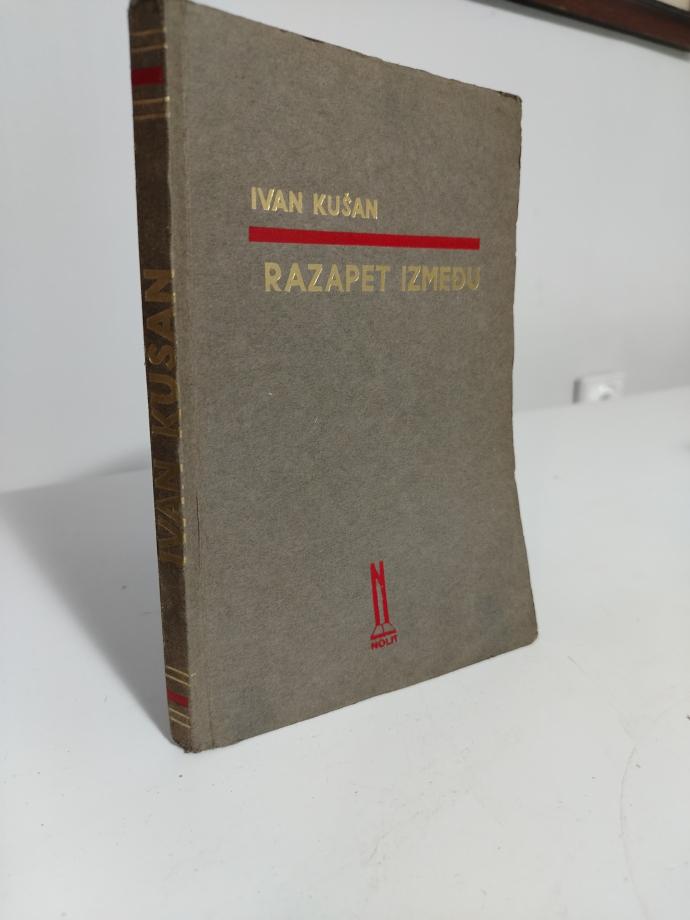 IVAN KUŠAN
RAZAPET IZMEĐU
NOLIT
IVAN KUŠAN